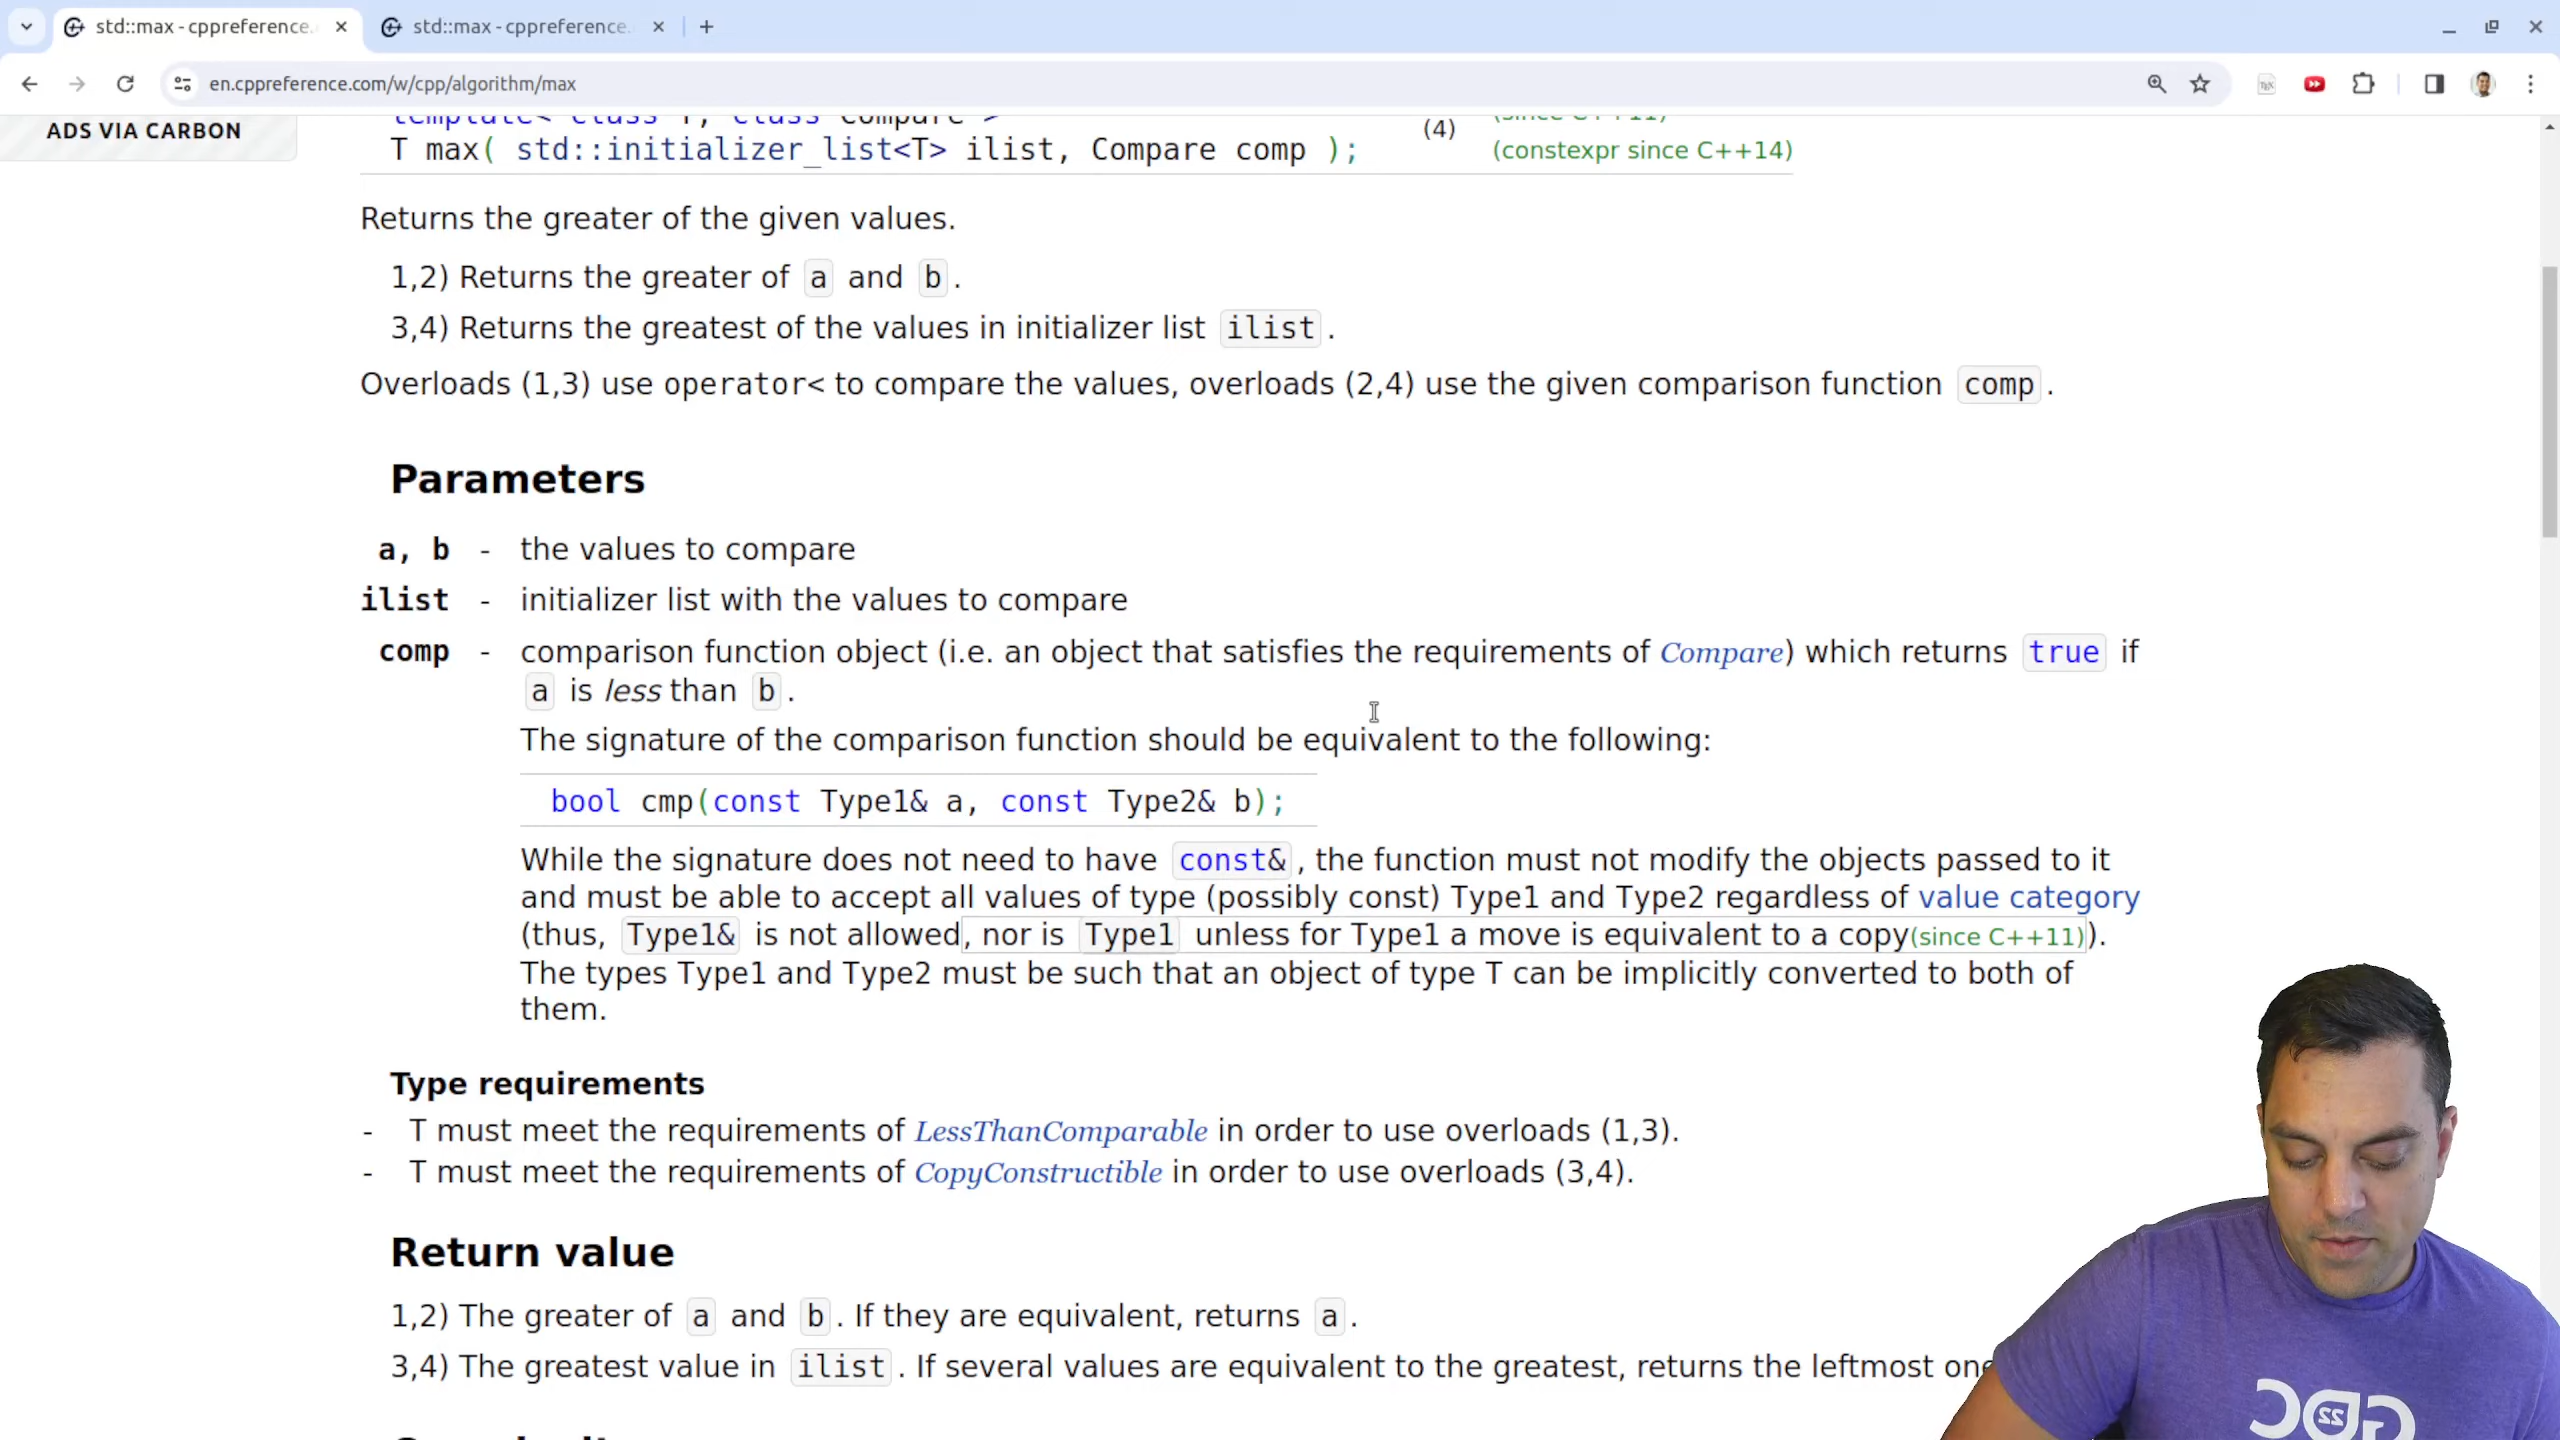 std::max - cppreference.
std::max - cppreference.
en.cppreference.com/w/cpp/algorithm/max
ADS VIA CARBON
template< class T, class Compare >
T max( std::initializer_list<T> ilist, Compare comp );
(4)
(since C++11)
(constexpr since C++14)
Returns the greater of the given values.
1,2) Returns the greater of a and b.
3,4) Returns the greatest of the values in initializer list ilist.
Overloads (1,3) use operator< to compare the values, overloads (2,4) use the given comparison function comp.
Parameters
a, b - the values to compare
ilist - initializer list with the values to compare
comp - comparison function object (i.e. an object that satisfies the requirements of Compare) which returns true if
a is less than b.
The signature of the comparison function should be equivalent to the following:
bool cmp(const Type1& a, const Type2& b);
While the signature does not need to have const&, the function must not modify the objects passed to it
and must be able to accept all values of type (possibly const) Type1 and Type2 regardless of value category
(thus, Type1& is not allowed, nor is Type1 unless for Type1 a move is equivalent to a copy(since C++11)).
The types Type1 and Type2 must be such that an object of type T can be implicitly converted to both of
them.
Type requirements
- T must meet the requirements of LessThanComparable in order to use overloads (1,3).
- T must meet the requirements of CopyConstructible in order to use overloads (3,4).
Return value
1,2) The greater of a and b. If they are equivalent, returns a.
3,4) The greatest value in ilist. If several values are equivalent to the greatest, returns the leftmost one